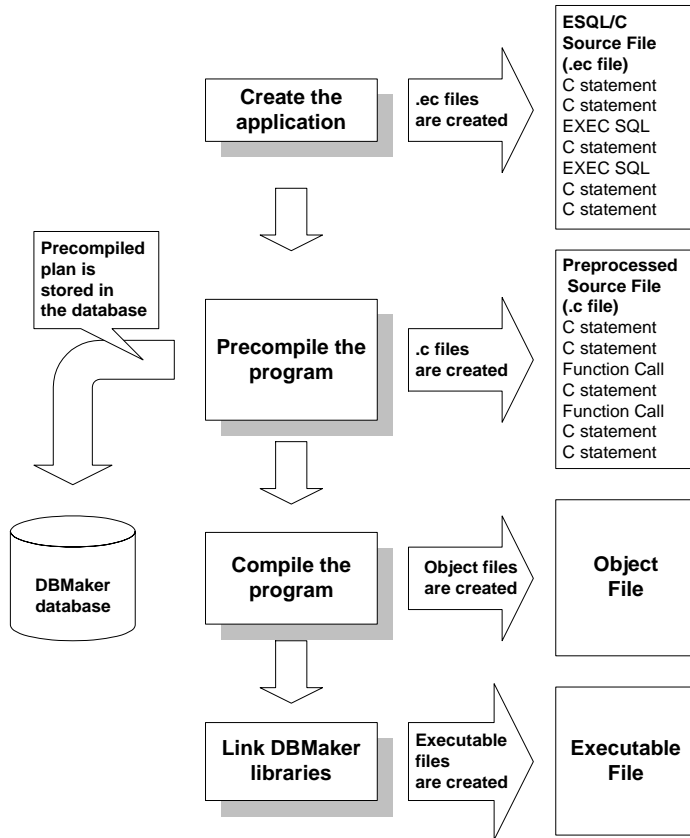 Create the
application
.ec files
are created
ESQL/C
Source File
(.ec file)
C statement
C statement
EXEC SQL
C statement
EXEC SQL
C statement
C statement
Precompiled
plan is
stored in
the database
Precompile the
program
.c files
are created
Preprocessed
Source File
(.c file)
C statement
C statement
Function Call
C statement
Function Call
C statement
C statement
DBMaker
database
Compile the
program
Object files
are created
Object
File
Link DBMaker
libraries
Executable
files
are created
Executable
File